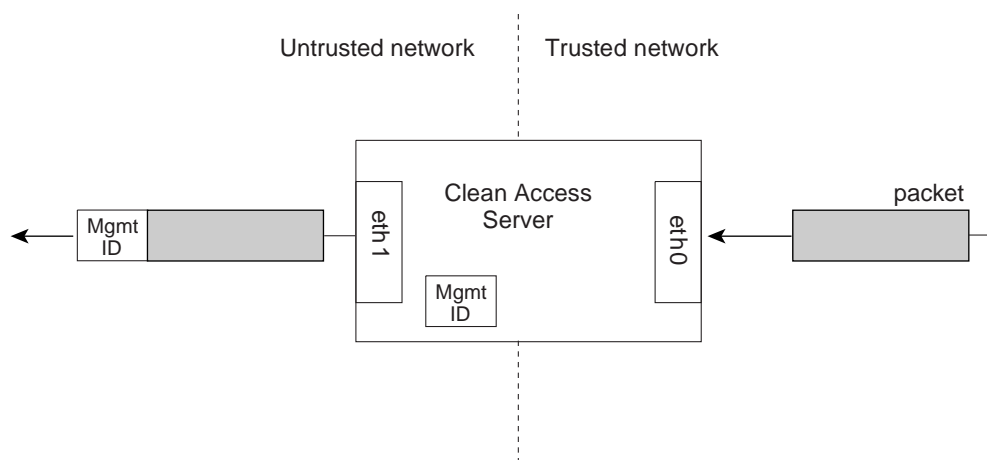 Untrusted network
Trusted network
Clean Access
Server
packet
Mgmt
ID
eth1
eth0
Mgmt
ID